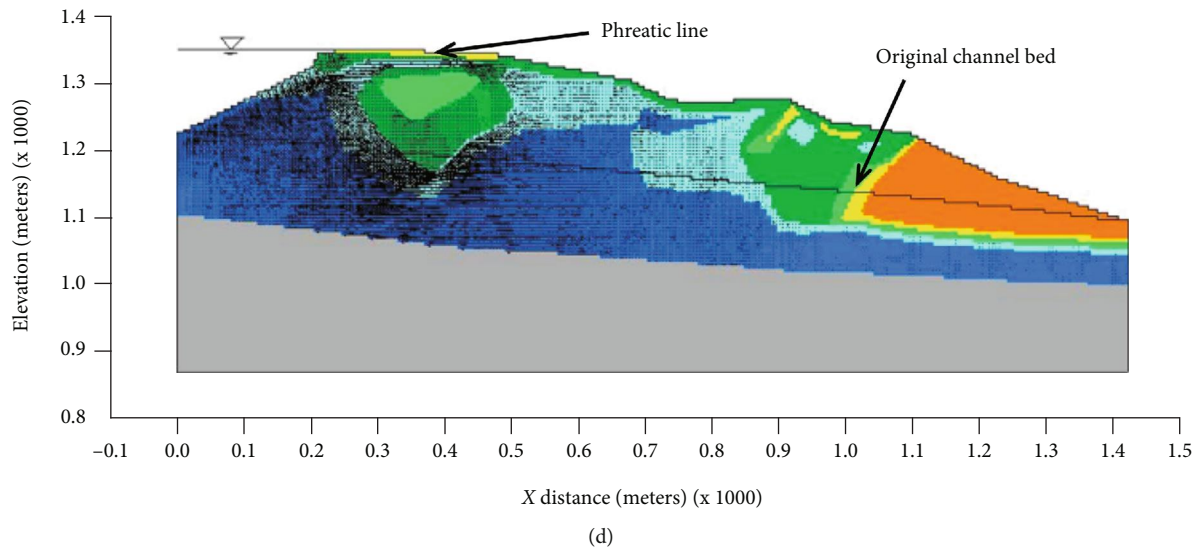 1.4
1.3
1.2
1.1
1.0
0.9
0.8
Elevation (meters) (x 1000)
Phreatic line
Original channel bed
–0.1 0.0 0.1 0.2 0.3 0.4 0.5 0.6 0.7 0.8 0.9 1.0 1.1 1.2 1.3 1.4 1.5
X distance (meters) (x 1000)
(d)